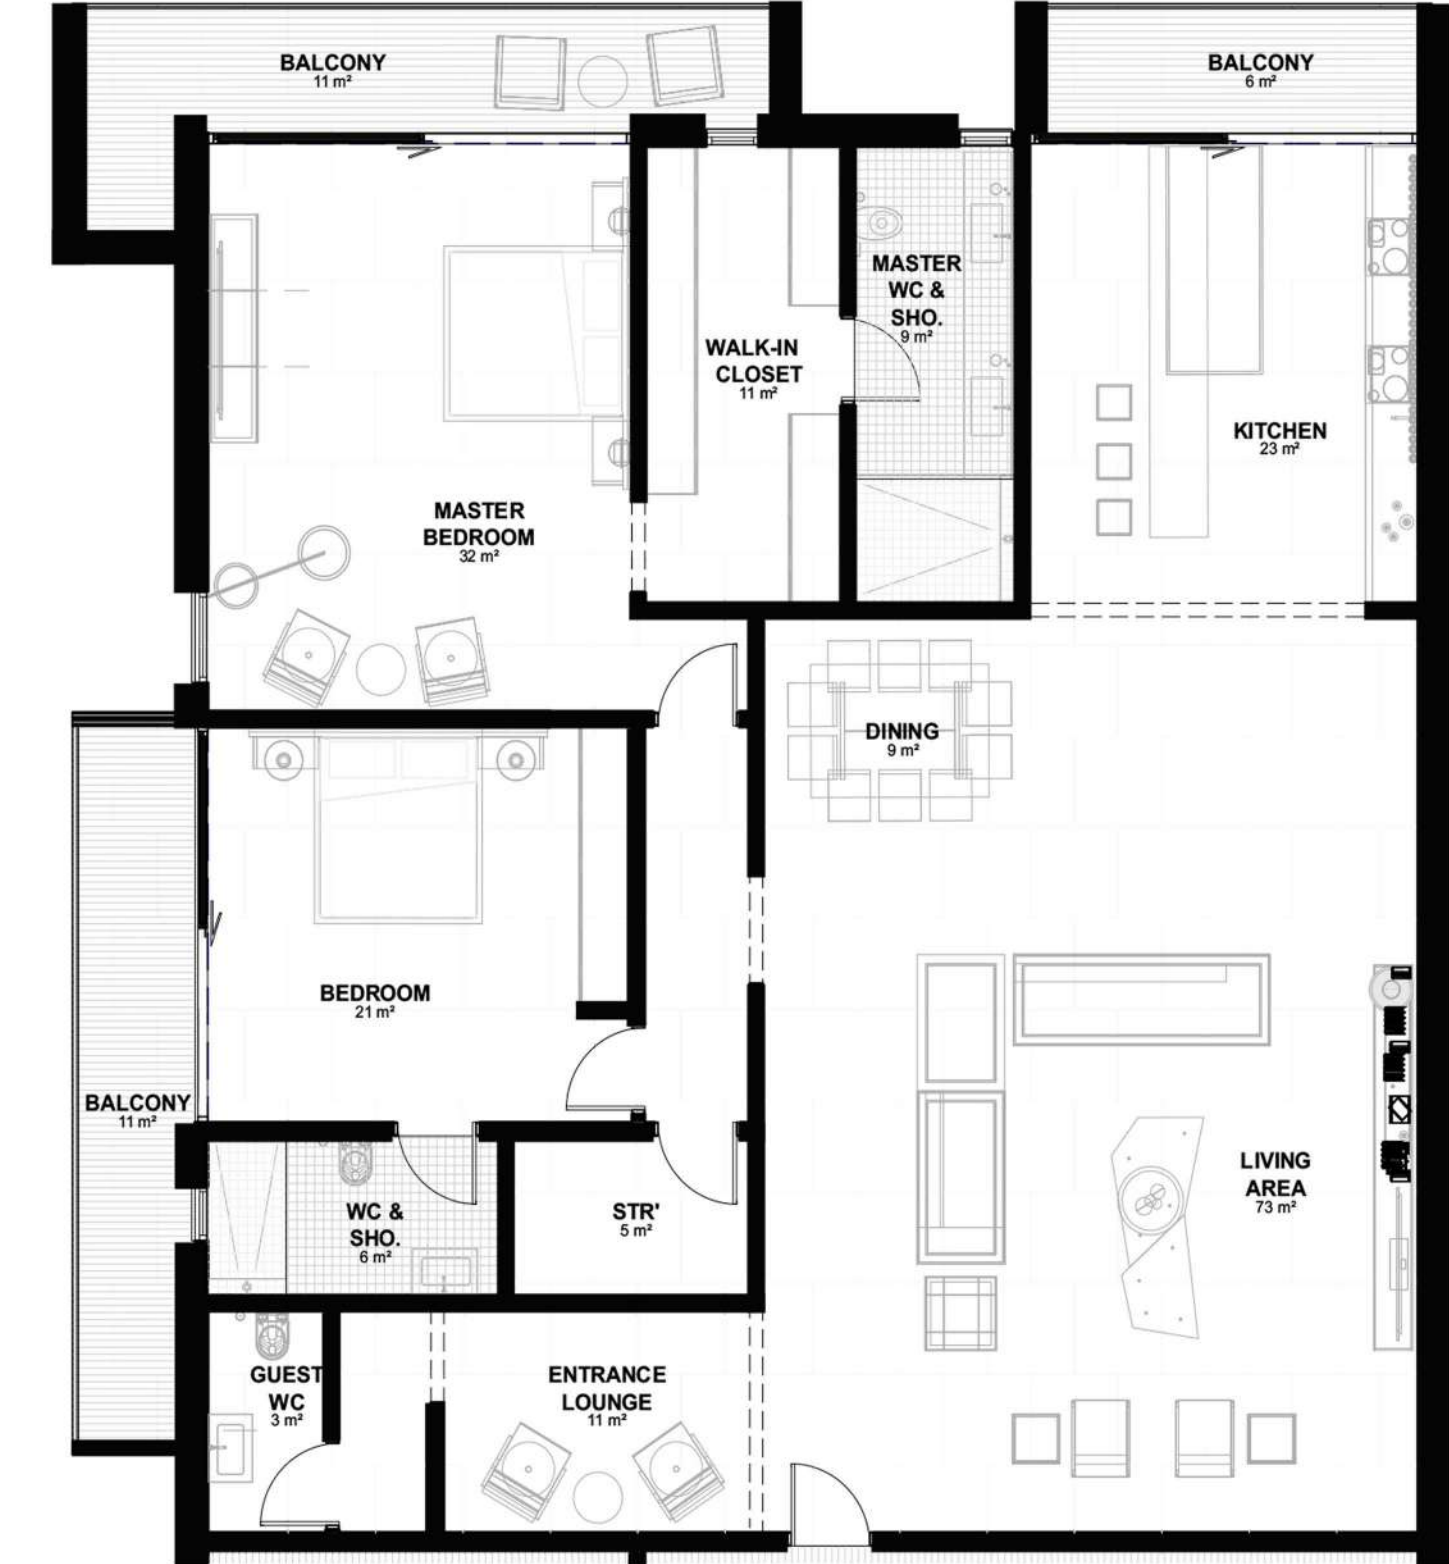 BALCONY
11 m²
BALCONY
6 m²
MASTER
WC &
SHO.
9 m²
WALK-IN
CLOSET
11 m²
KITCHEN
23 m²
MASTER
BEDROOM
32 m²
DINING
9 m²
BEDROOM
21 m²
BALCONY
11 m²
LIVING
AREA
73 m²
WC &
SHO.
6 m²
STR'
5 m²
GUEST
WC
3 m²
ENTRANCE
LOUNGE
11 m²